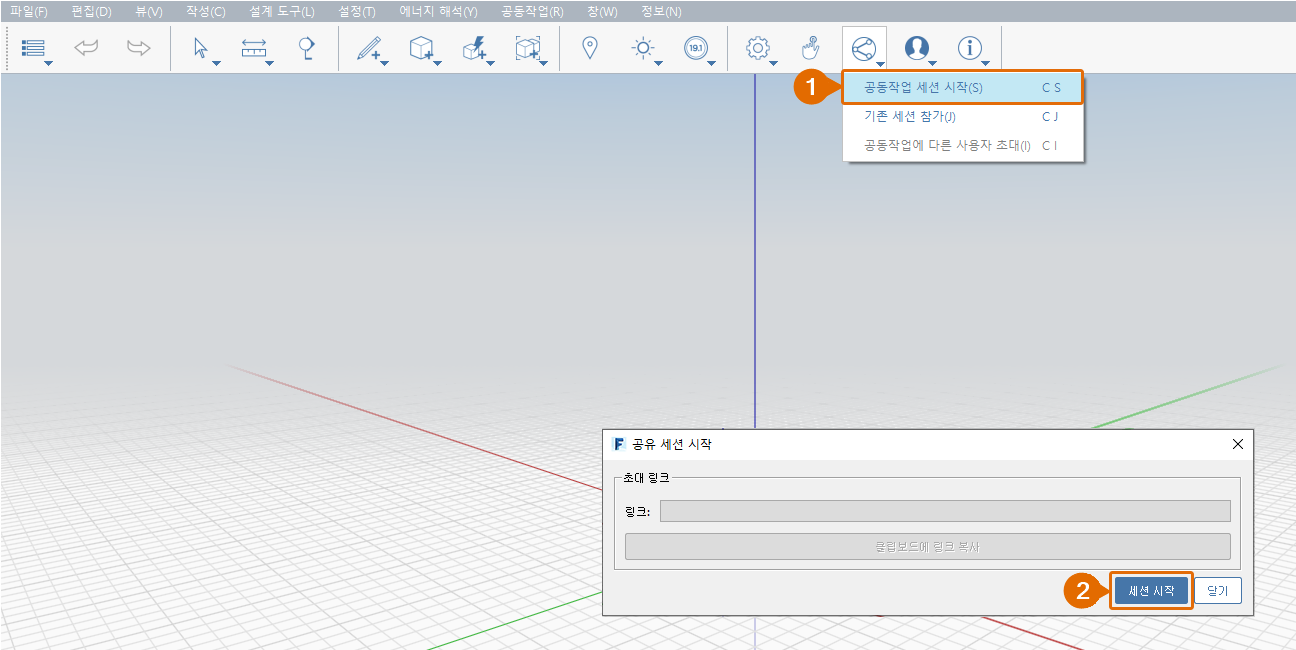 파일(F) 편집(D) 뷰(V) 작성(C) 설계 도구(L) 설정(T) 에너지 해석(Y) 공동작업(R) 창(W) 정보(N)
19.1
1 공동작업 세션 시작(S) C S
기존 세션 참가(J) C J
공동작업에 다른 사용자 초대(I) C I
F 공유 세션 시작
초대 링크
링크:
클립보드에 링크 복사
2 세션 시작 닫기